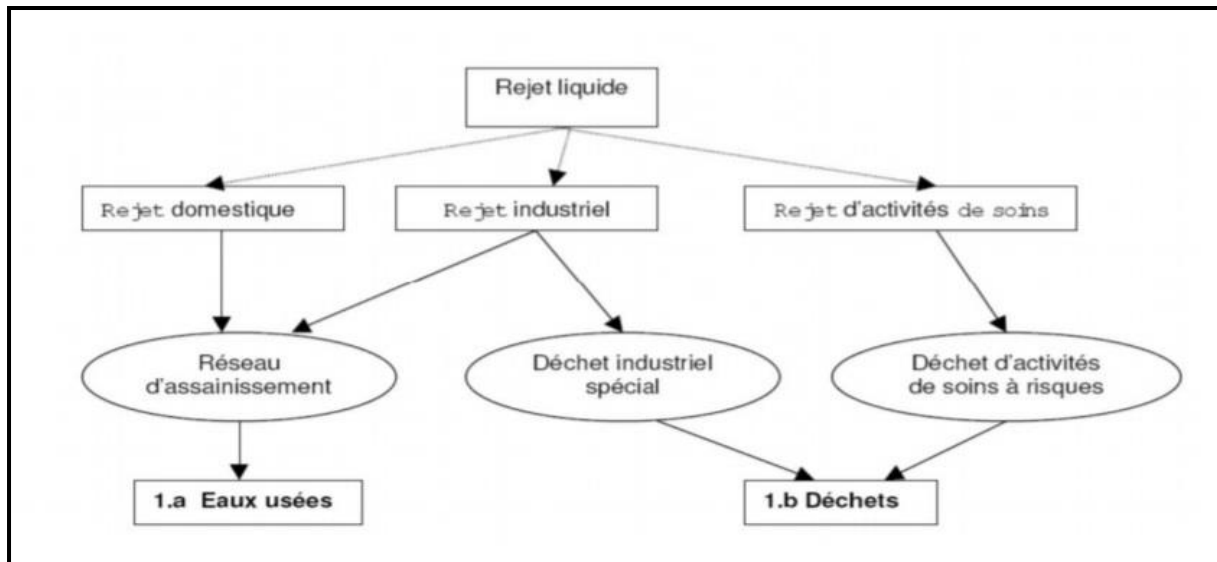 Rejet liquide
Rejet domestique
Rejet industriel
Rejet d'activités de soins
Réseau
d'assainissement
Déchet industriel
spécial
Déchet d'activités
de soins à risques
1.a Eaux usées
1.b Déchets